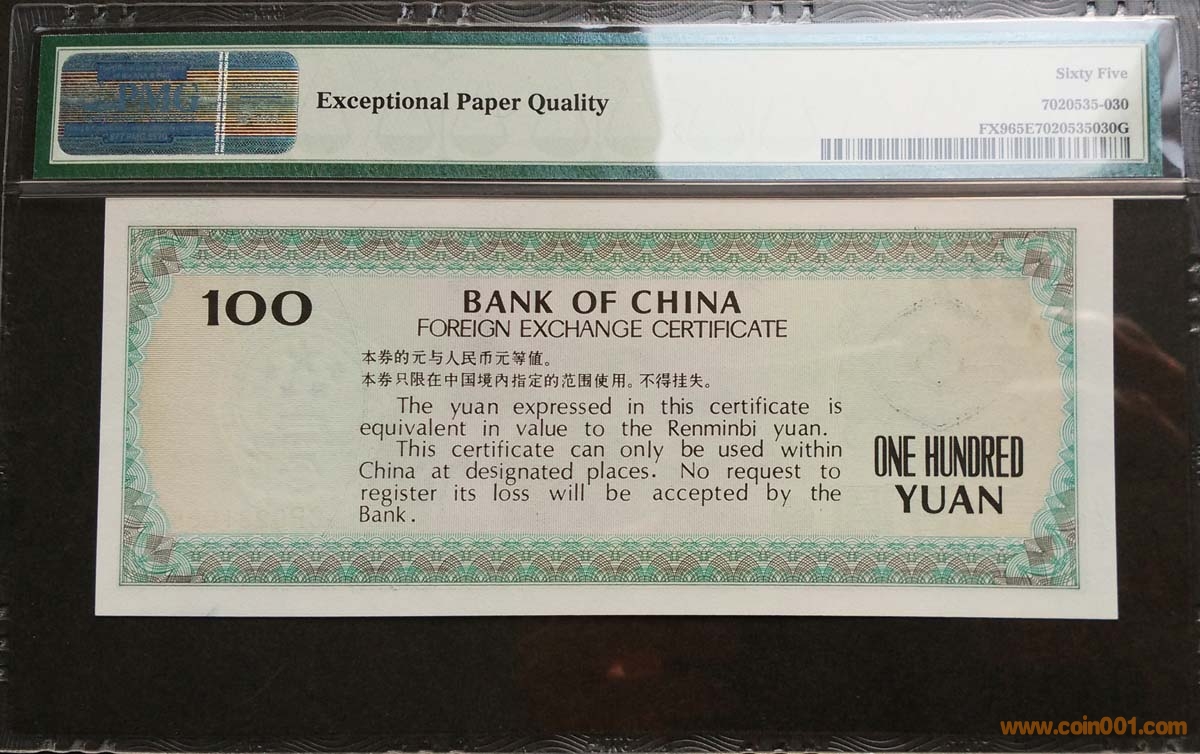 PMG
Exceptional Paper Quality
Sixty Five
7020535-030
FX965E7020535030G
100
BANK OF CHINA
FOREIGN EXCHANGE CERTIFICATE
本券的元与人民币元等值。
本券只限在中国境内指定的范围使用。不得挂失。
The yuan expressed in this certificate is
equivalent in value to the Renminbi yuan.
This certificate can only be used within
China at designated places. No request to
register its loss will be accepted by the
Bank.
ONE HUNDRED
YUAN
www.coin001.com